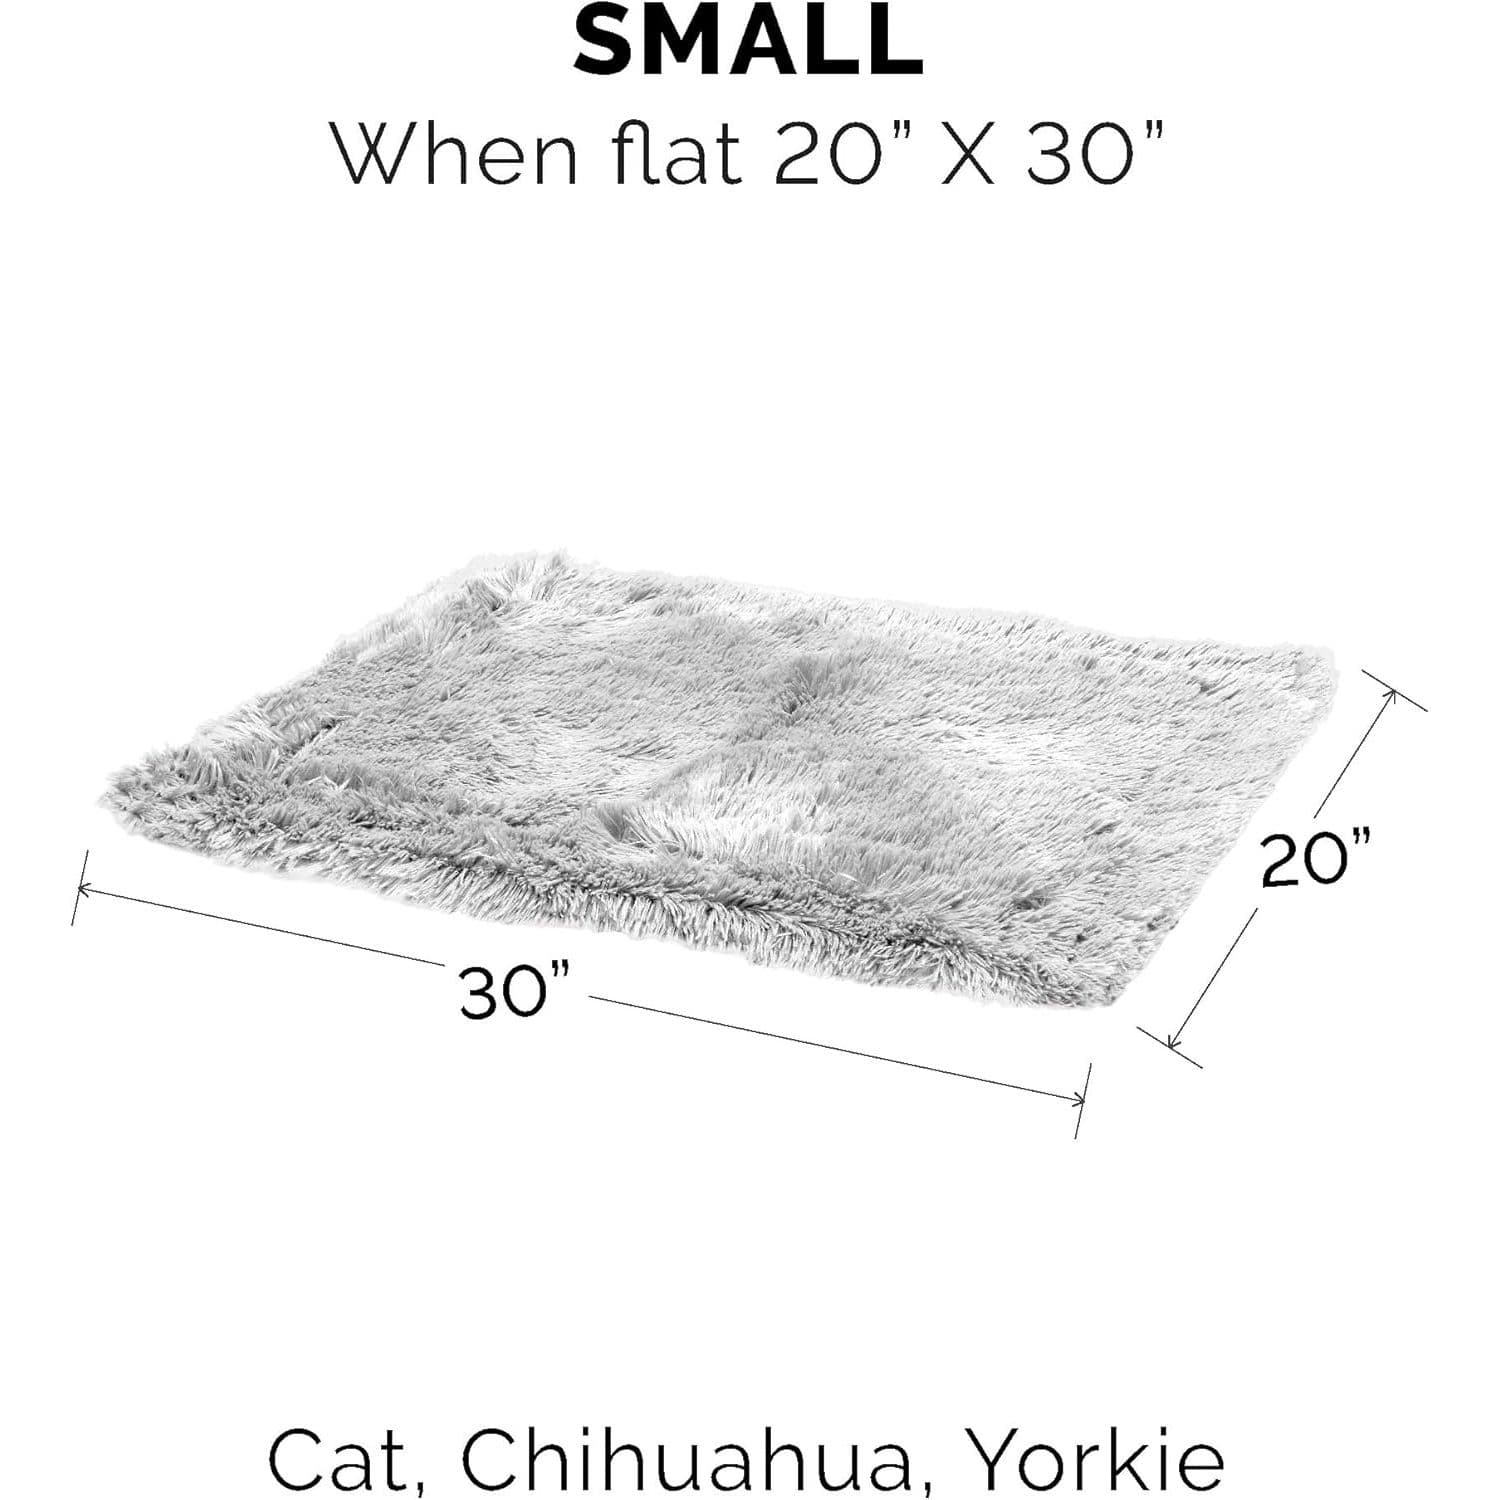 SMALL
When flat 20” X 30”
20”
30”
Cat, Chihuahua, Yorkie